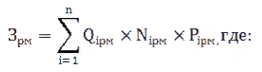 З_рм = ∑_{i=1}^{n} Q_iрм × N_iрм × P_iрм, где: